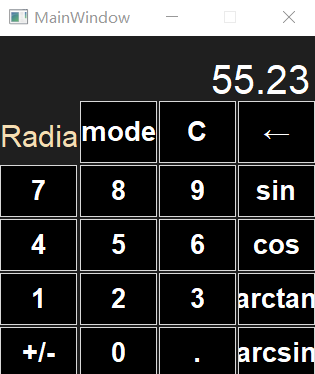 MainWindow
55.23
Radia mode C ←
7 8 9 sin
4 5 6 cos
1 2 3 arctan
+/- 0 . arcsin